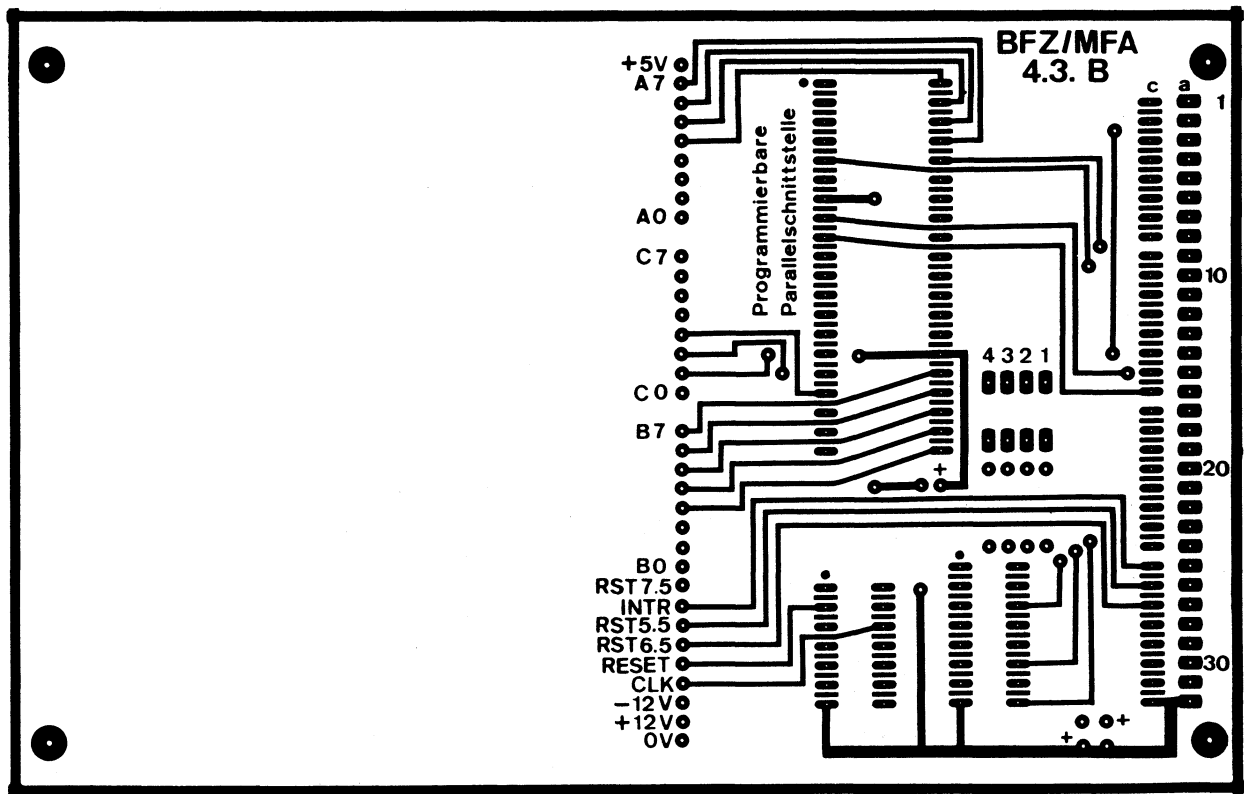 BFZ/MFA
4.3. B
+5V
A7
A0
C7
C0
B7
B0
RST7.5
INTR
RST5.5
RST6.5
RESET
CLK
-12V
+12V
0V
Programmierbare
Parallelschnittstelle
4 3 2 1
+
c a
1
10
20
30
+
+